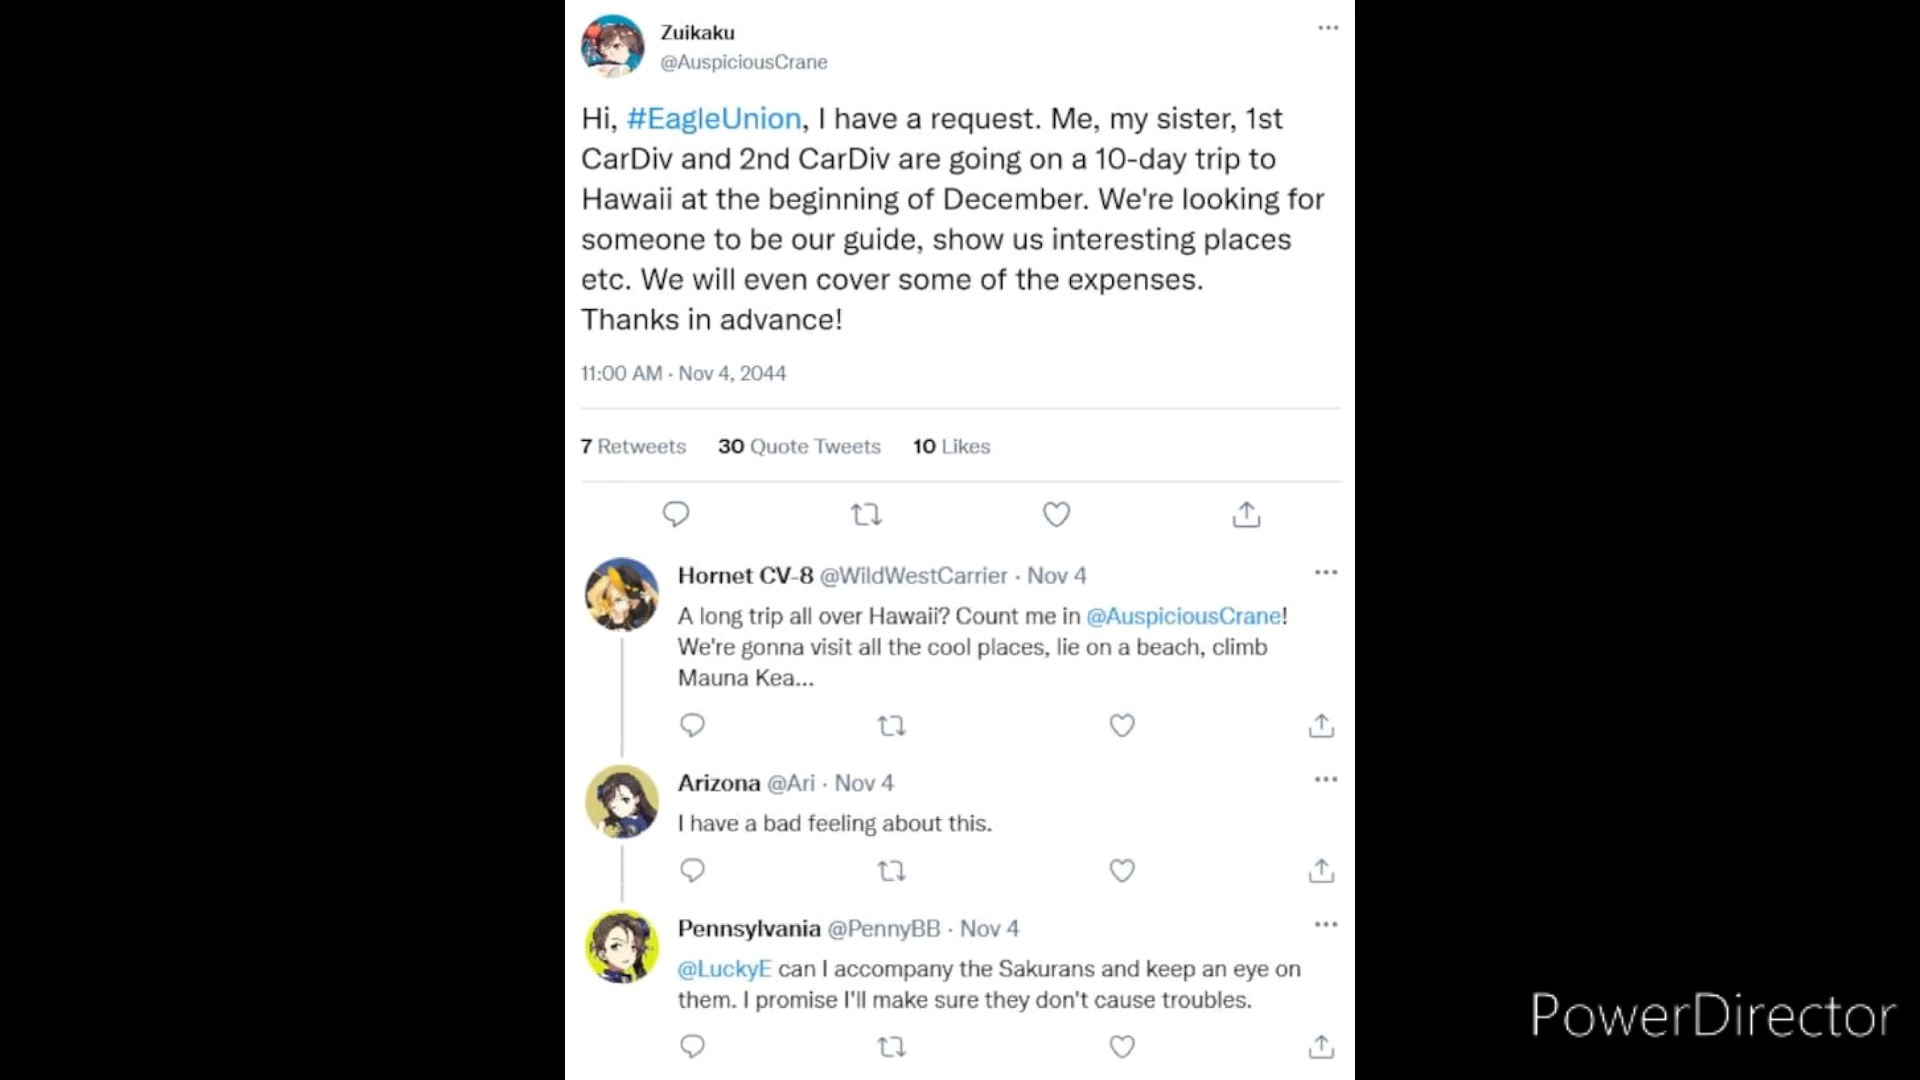 Zuikaku
@AuspiciousCrane
Hi, #EagleUnion, I have a request. Me, my sister, 1st
CarDiv and 2nd CarDiv are going on a 10-day trip to
Hawaii at the beginning of December. We're looking for
someone to be our guide, show us interesting places
etc. We will even cover some of the expenses.
Thanks in advance!
11:00 AM · Nov 4, 2044
7 Retweets 30 Quote Tweets 10 Likes
Hornet CV-8 @WildWestCarrier · Nov 4
A long trip all over Hawaii? Count me in @AuspiciousCrane!
We're gonna visit all the cool places, lie on a beach, climb
Mauna Kea...
Arizona @Ari · Nov 4
I have a bad feeling about this.
Pennsylvania @PennyBB · Nov 4
@LuckyE can I accompany the Sakurans and keep an eye on
them. I promise I'll make sure they don't cause troubles.
PowerDirector